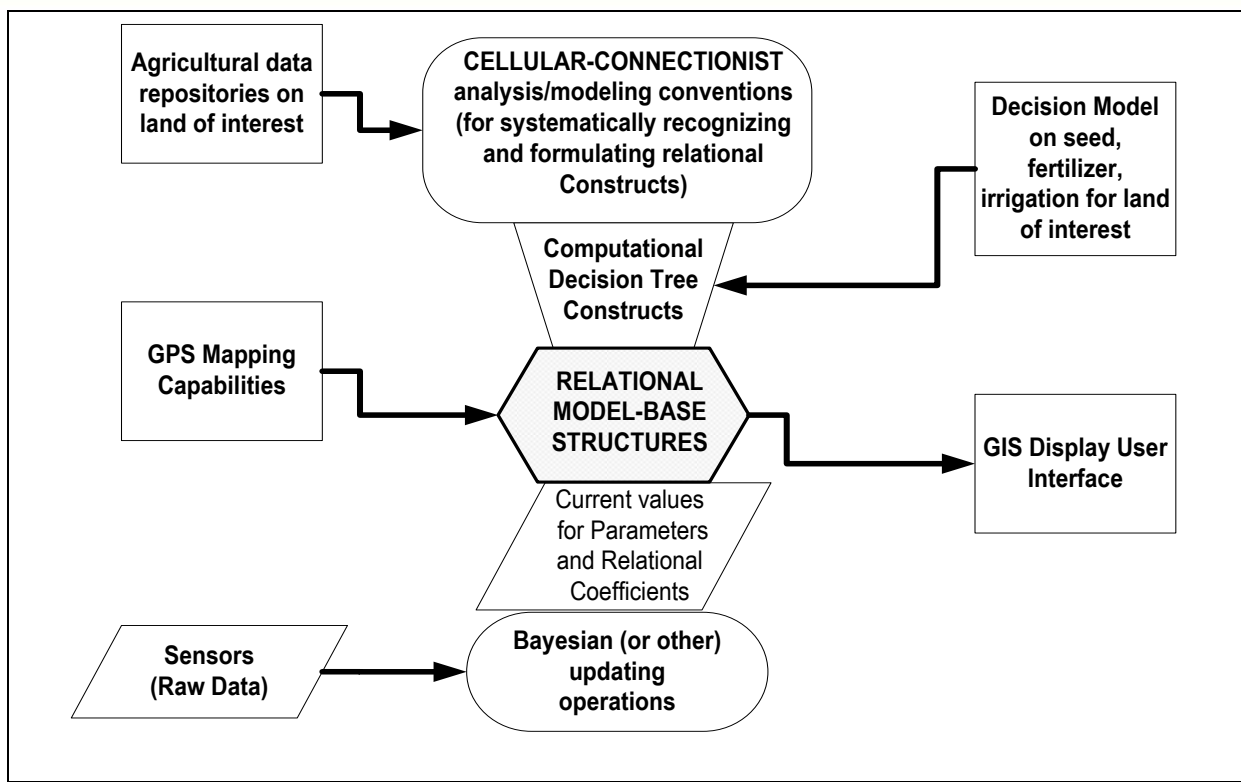 Agricultural data
repositories on
land of interest
CELLULAR-CONNECTIONIST
analysis/modeling conventions
(for systematically recognizing
and formulating relational
Constructs)
Decision Model
on seed,
fertilizer,
irrigation for land
of interest
Computational
Decision Tree
Constructs
GPS Mapping
Capabilities
RELATIONAL
MODEL-BASE
STRUCTURES
GIS Display User
Interface
Current values
for Parameters
and Relational
Coefficients
Sensors
(Raw Data)
Bayesian (or other)
updating
operations